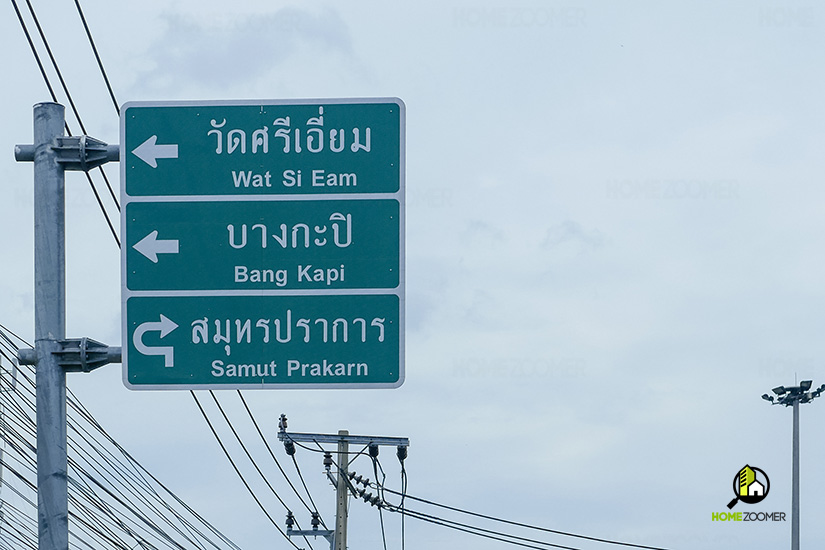 วัดศรีเอี่ยม
Wat Si Eam
บางกะปิ
Bang Kapi
สมุทรปราการ
Samut Prakarn
HOMEZOOMER